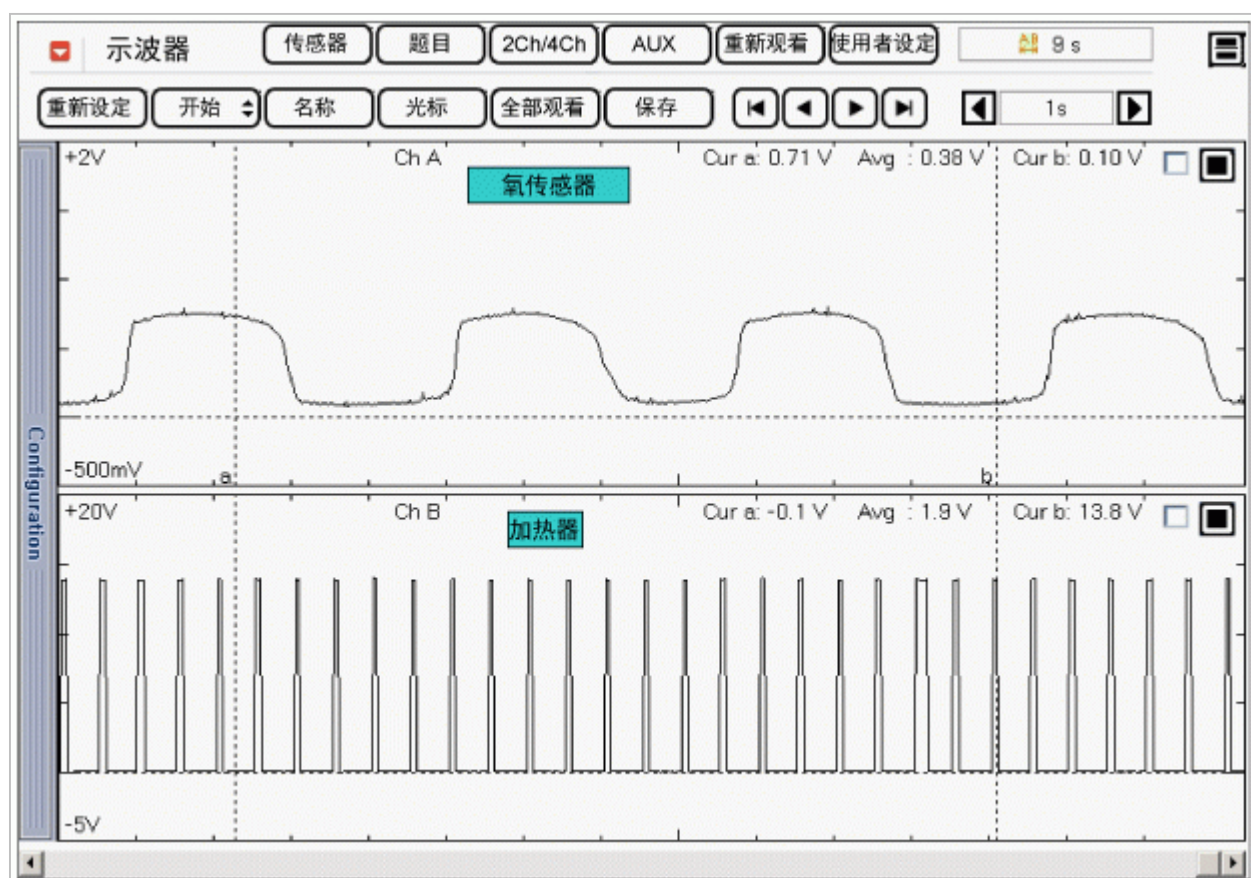 示波器 传感器 题目 2Ch/4Ch AUX 重新观看 使用者设定 9 s
重新设定 开始 名称 光标 全部观看 保存 1s
+2V Ch A Cur a: 0.71 V Avg : 0.38 V Cur b: 0.10 V
氧传感器
Configuration
-500mV a b
+20V Ch B Cur a: -0.1 V Avg : 1.9 V Cur b: 13.8 V
加热器
-5V